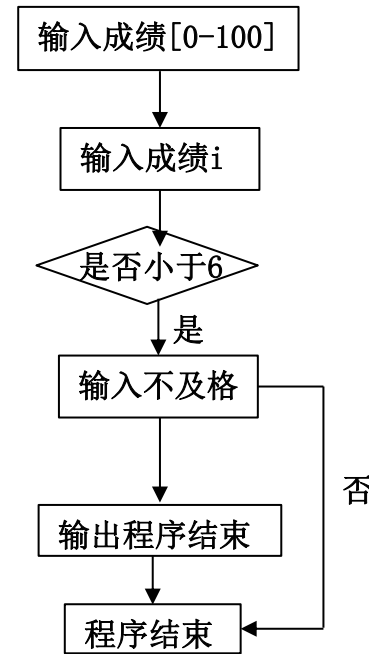 输入成绩[0-100]
输入成绩i
是否小于6
是
输入不及格
否
输出程序结束
程序结束